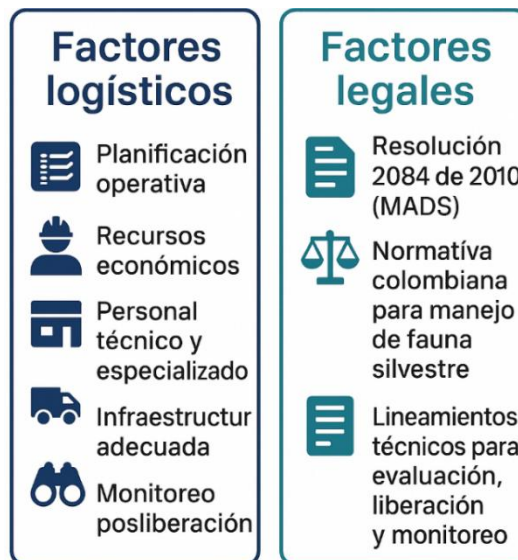 Factores
logísticos
Planificación
operativa
Recursos
económicos
Personal
técnico y
especializado
Infraestructur
adecuada
Monitoreo
posliberación
Factores
legales
Resolución
2084 de 2010
(MADS)
Normatíva
colombiana
para manejo
de fauna
silvestre
Lineamientos
técnicos para
evaluación,
liberación
y monitoreo